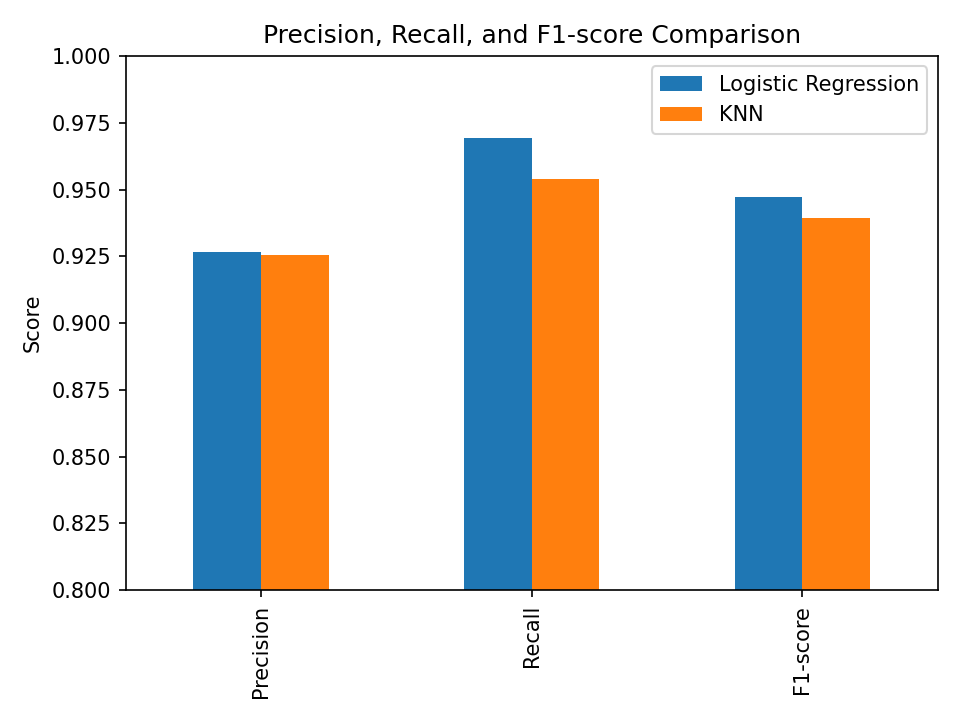 Precision, Recall, and F1-score Comparison
Logistic Regression
KNN
1.000
0.975
0.950
0.925
0.900
0.875
0.850
0.825
0.800
Score
Precision
Recall
F1-score